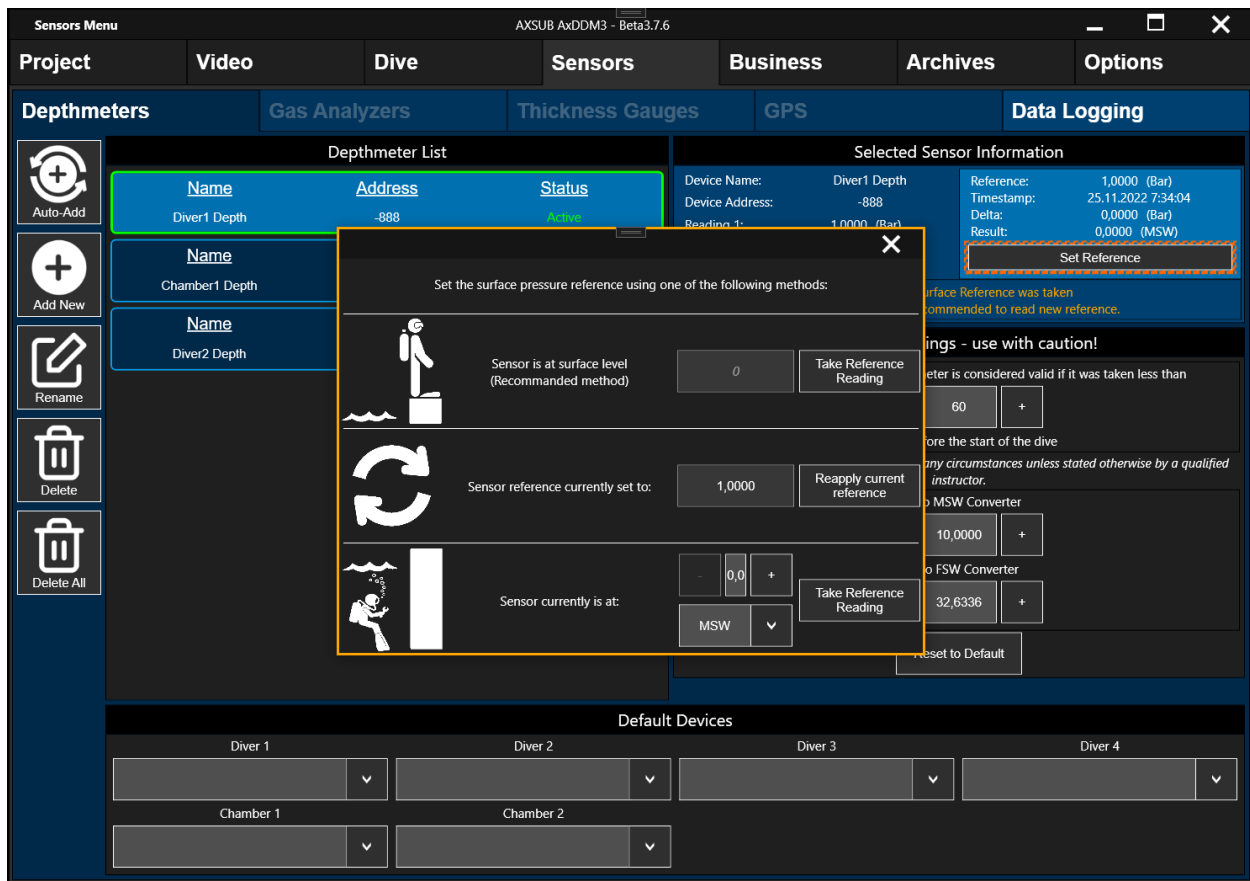 Sensors Menu
AXSUB AxDDM3 - Beta3.7.6
Project Video Dive Sensors Business Archives Options
Depthmeters Gas Analyzers Thickness Gauges GPS Data Logging
Auto-Add
Add New
Rename
Delete
Delete All
Depthmeter List
Name Address Status
Diver1 Depth -888 Active
Name
Chamber1 Depth
Name
Diver2 Depth
Selected Sensor Information
Device Name: Diver1 Depth
Device Address: -888
Reading 1: 1,0000 (Bar)
Reference: 1,0000 (Bar)
Timestamp: 25.11.2022 7:34:04
Delta: 0,0000 (Bar)
Result: 0,0000 (MSW)
Set Reference
Surface Reference was taken
new reference.
Set the surface pressure reference using one of the following methods:
Sensor is at surface level
(Recommanded method)
0
Take Reference
Reading
Sensor reference currently set to:
1,0000
Reapply current
reference
Sensor currently is at:
- 0,0 +
MSW
Take Reference
Reading
- use with caution!
is considered valid if it was taken less than
60 +
the start of the dive
any circumstances unless stated otherwise by a qualified
instructor.
MSW Converter
10,0000 +
FSW Converter
32,6336 +
Reset to Default
Default Devices
Diver 1 Diver 2 Diver 3 Diver 4
Chamber 1 Chamber 2